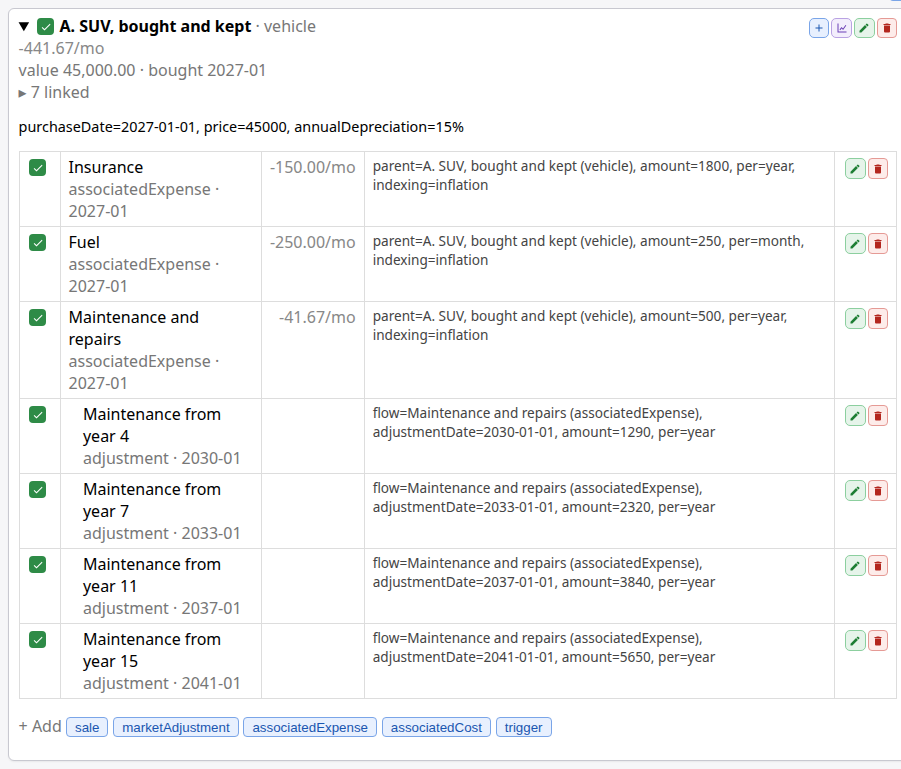 ▼ A. SUV, bought and kept · vehicle
-441.67/mo
value 45,000.00 · bought 2027-01
▸ 7 linked
purchaseDate=2027-01-01, price=45000, annualDepreciation=15%
Insurance
associatedExpense ·
2027-01
-150.00/mo
parent=A. SUV, bought and kept (vehicle), amount=1800, per=year,
indexing=inflation
Fuel
associatedExpense ·
2027-01
-250.00/mo
parent=A. SUV, bought and kept (vehicle), amount=250, per=month,
indexing=inflation
Maintenance and
repairs
associatedExpense ·
2027-01
-41.67/mo
parent=A. SUV, bought and kept (vehicle), amount=500, per=year,
indexing=inflation
Maintenance from
year 4
adjustment · 2030-01
flow=Maintenance and repairs (associatedExpense),
adjustmentDate=2030-01-01, amount=1290, per=year
Maintenance from
year 7
adjustment · 2033-01
flow=Maintenance and repairs (associatedExpense),
adjustmentDate=2033-01-01, amount=2320, per=year
Maintenance from
year 11
adjustment · 2037-01
flow=Maintenance and repairs (associatedExpense),
adjustmentDate=2037-01-01, amount=3840, per=year
Maintenance from
year 15
adjustment · 2041-01
flow=Maintenance and repairs (associatedExpense),
adjustmentDate=2041-01-01, amount=5650, per=year
+ Add sale marketAdjustment associatedExpense associatedCost trigger